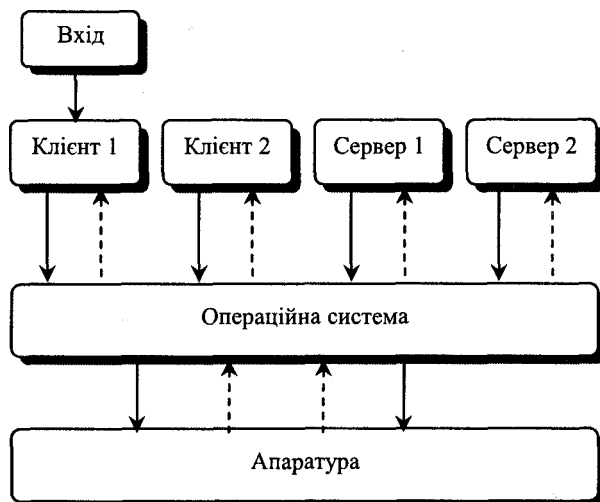 Вхід
Клієнт 1
Клієнт 2
Сервер 1
Сервер 2
Операційна система
Апаратура